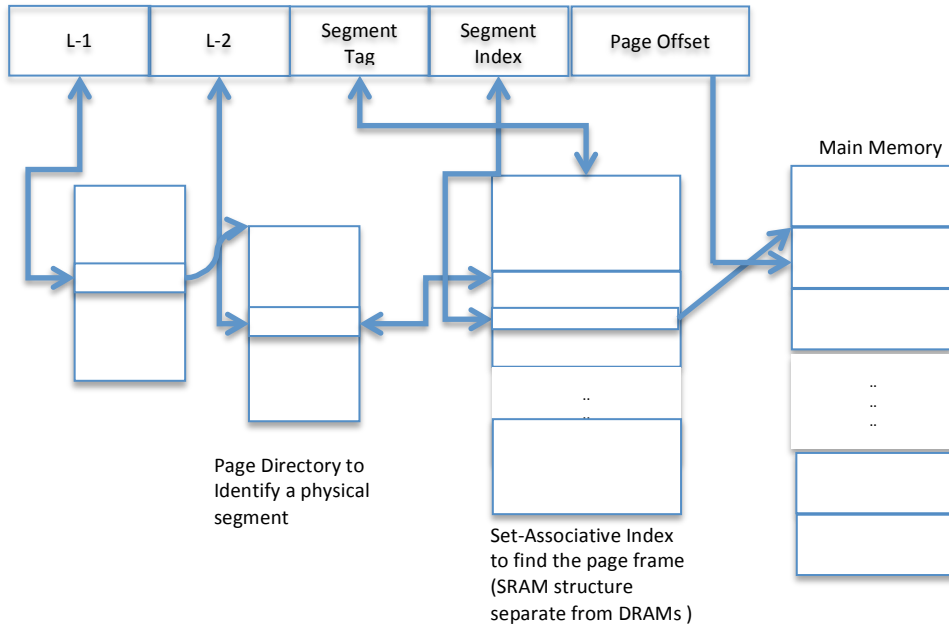 L-1
L-2
Segment
Tag
Segment
Index
Page Offset
Main Memory
..
..
..
..
..
Page Directory to
Identify a physical
segment
Set-Associative Index
to find the page frame
(SRAM structure
separate from DRAMs )